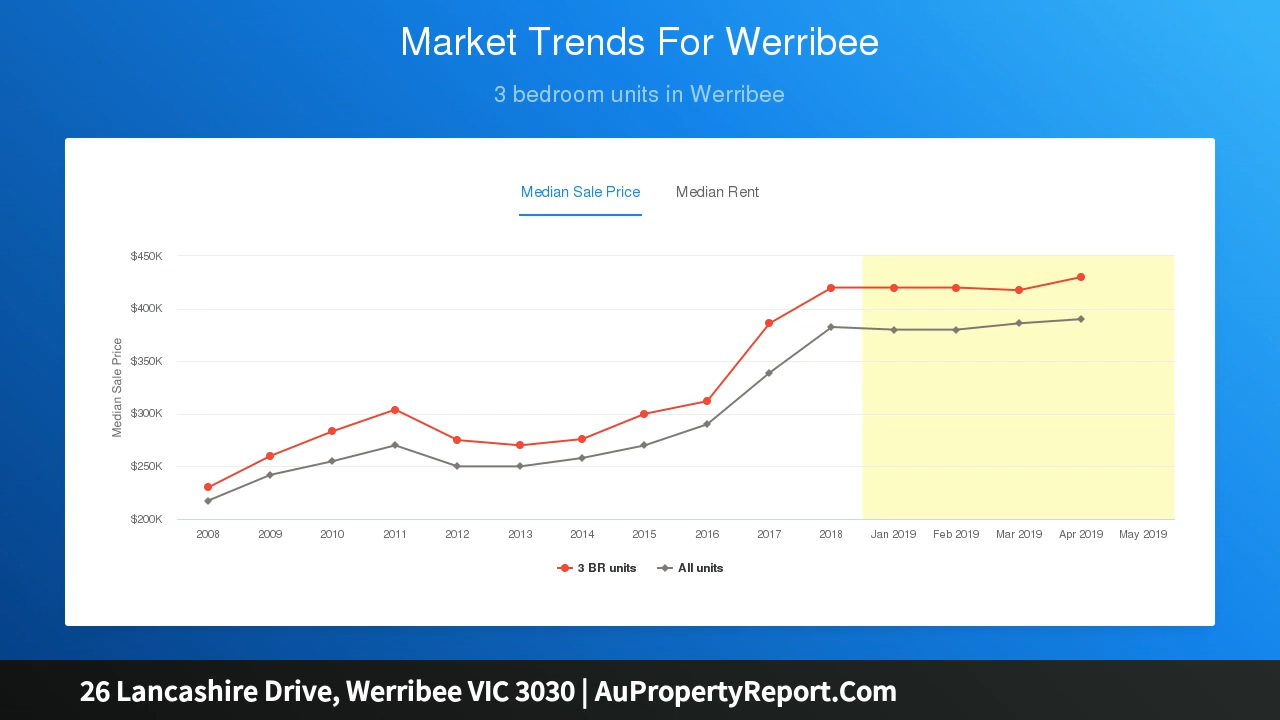 Market Trends For Werribee
3 bedroom units in Werribee
Median Sale Price Median Rent
$450K
$400K
$350K
$300K
$250K
$200K
Median Sale Price
2008 2009 2010 2011 2012 2013 2014 2015 2016 2017 2018 Jan 2019 Feb 2019 Mar 2019 Apr 2019 May 2019
3 BR units All units
26 Lancashire Drive, Werribee VIC 3030 | AuPropertyReport.Com